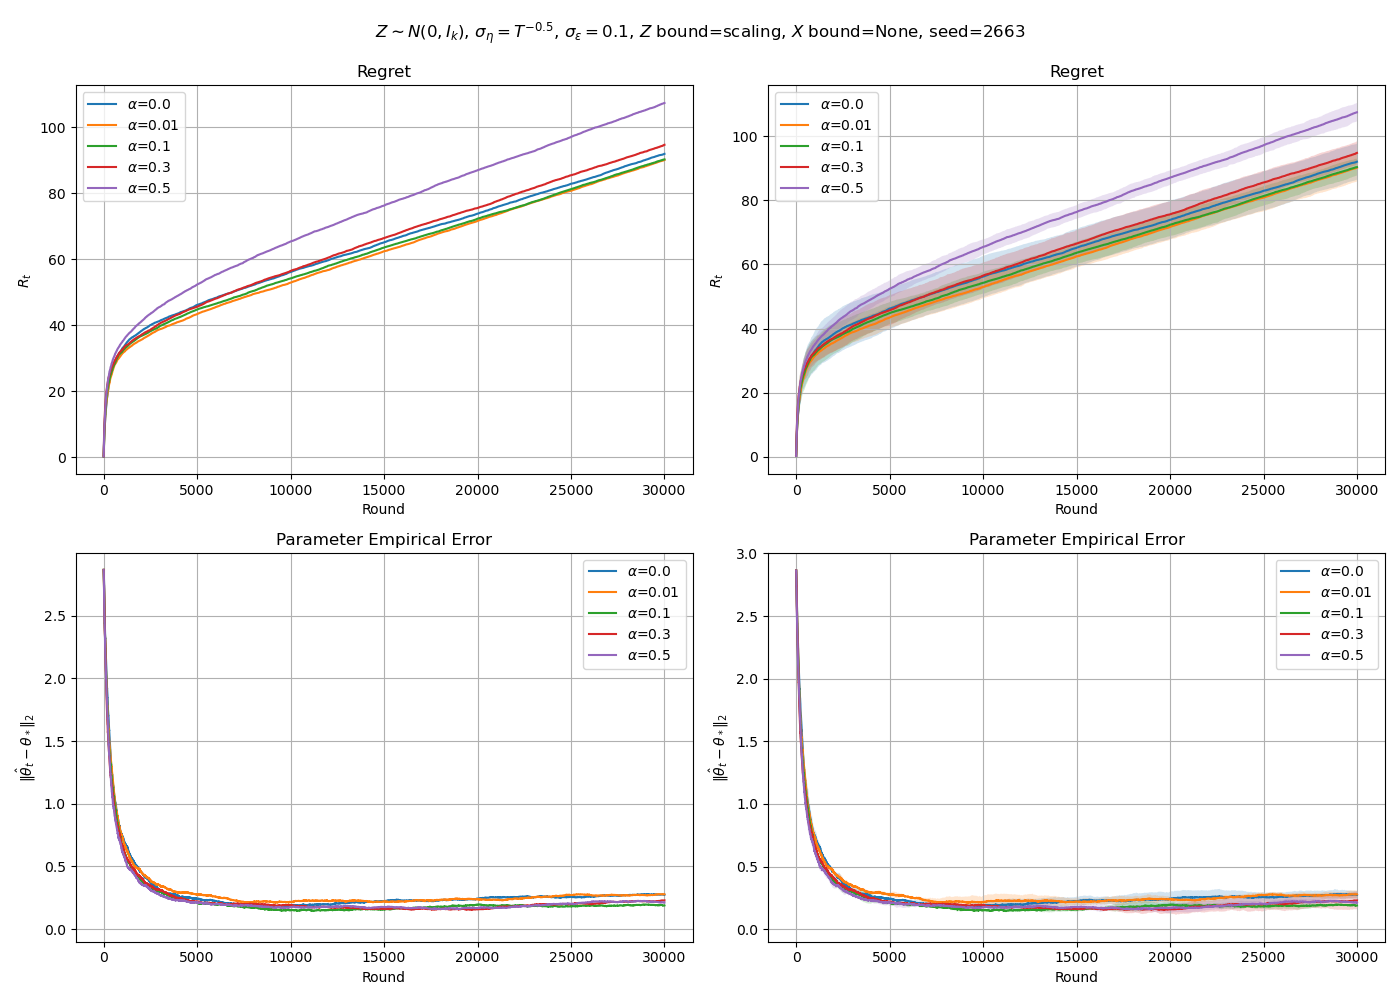 Z ∼ N(0, I_k), σ_η = T^{−0.5}, σ_ε = 0.1, Z bound=scaling, X bound=None, seed=2663
Regret
α=0.0
α=0.01
α=0.1
α=0.3
α=0.5
100
80
60
40
20
0
R_t
0 5000 10000 15000 20000 25000 30000
Round
Regret
α=0.0
α=0.01
α=0.1
α=0.3
α=0.5
100
80
60
40
20
0
R_t
0 5000 10000 15000 20000 25000 30000
Round
Parameter Empirical Error
α=0.0
α=0.01
α=0.1
α=0.3
α=0.5
2.5
2.0
1.5
1.0
0.5
0.0
‖θ̂_t − θ_*‖_2
0 5000 10000 15000 20000 25000 30000
Round
Parameter Empirical Error
α=0.0
α=0.01
α=0.1
α=0.3
α=0.5
3.0
2.5
2.0
1.5
1.0
0.5
0.0
‖θ̂_t − θ_*‖_2
0 5000 10000 15000 20000 25000 30000
Round